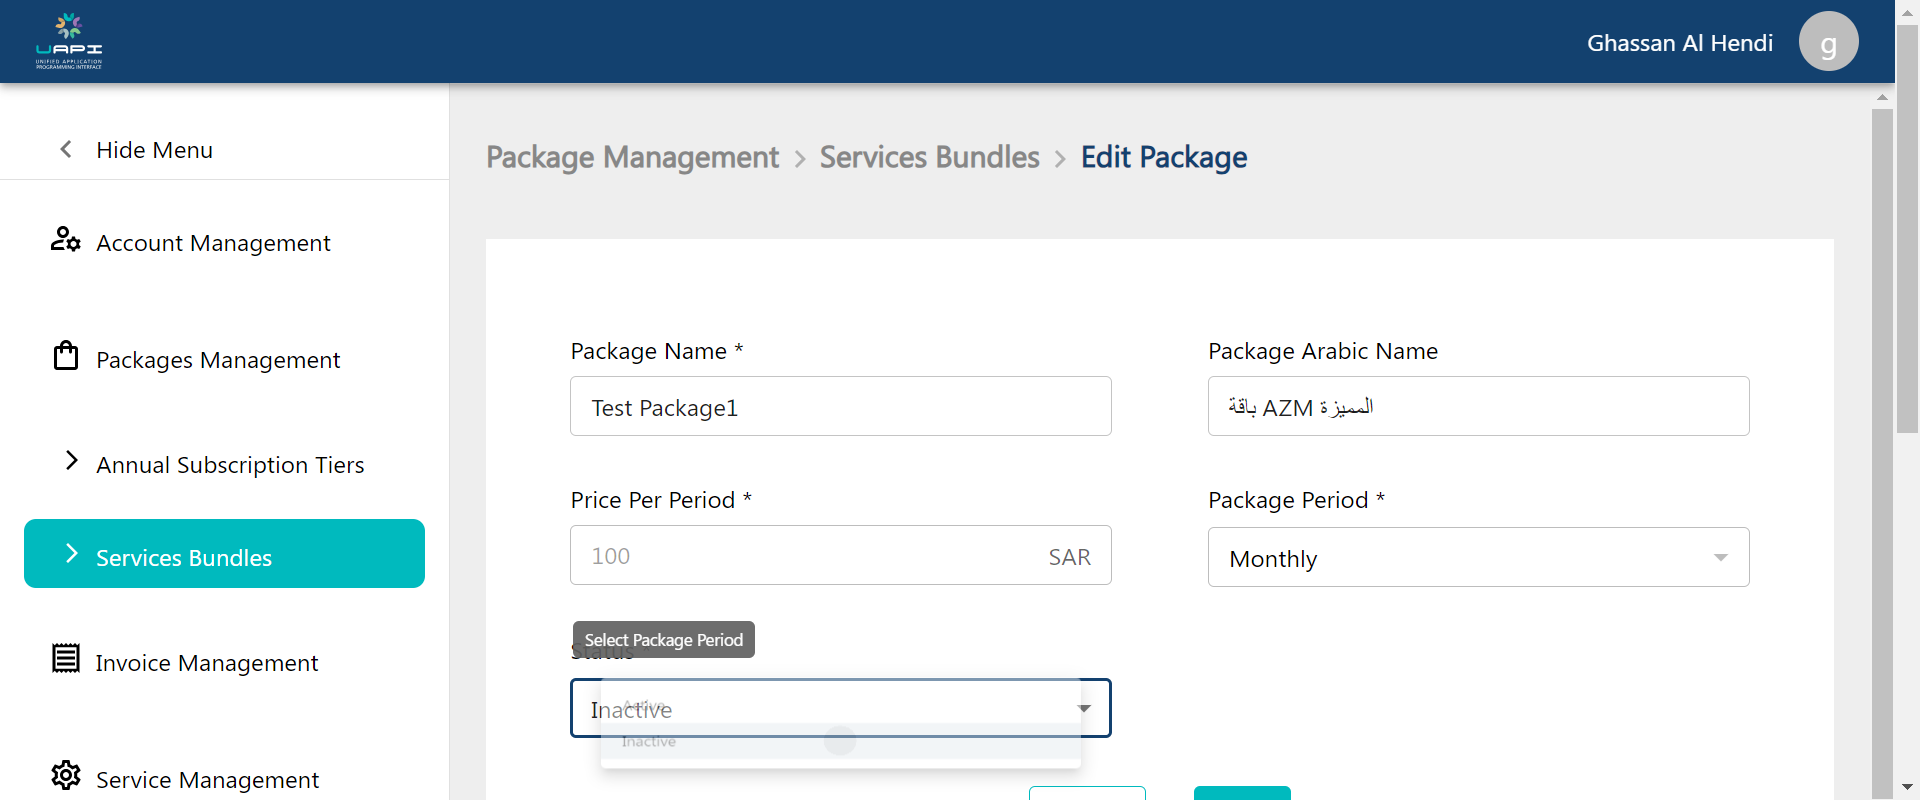 UAPI
UNIFIED APPLICATION
PROGRAMMING INTERFACE
Ghassan Al Hendi
g
Hide Menu
Account Management
Packages Management
Annual Subscription Tiers
Services Bundles
Invoice Management
Service Management
Package Management > Services Bundles > Edit Package
Package Name *
Test Package1
Package Arabic Name
باقة AZM المميزة
Price Per Period *
100
SAR
Package Period *
Monthly
Select Package Period
Status *
Inactive
Active
Inactive